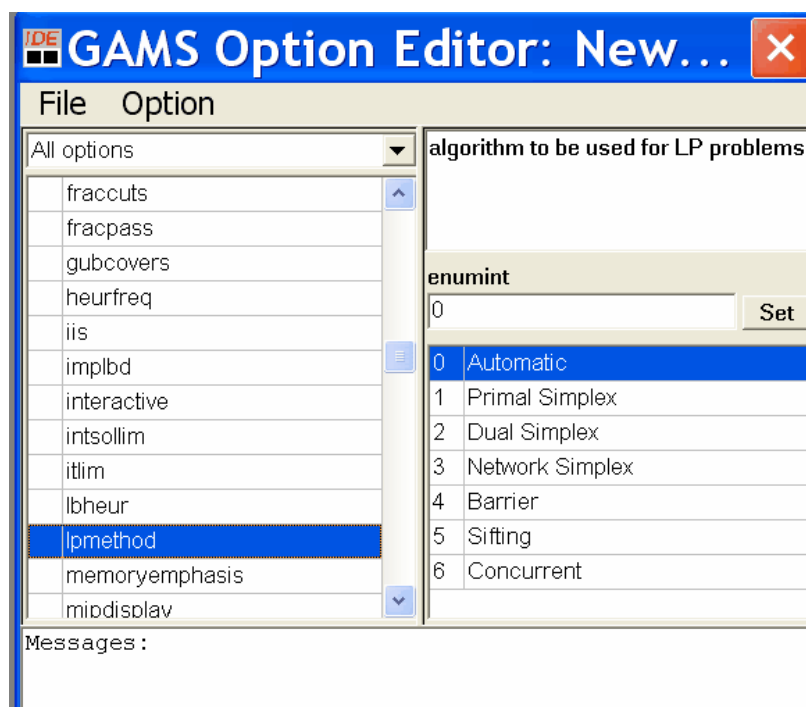 IDE
GAMS Option Editor: New...
File Option
All options
fraccuts
fracpass
gubcovers
heurfreq
iis
implbd
interactive
intsollim
itlim
lbheur
lpmethod
memoryemphasis
mipdisplay
algorithm to be used for LP problems
enumint
0
Set
0 Automatic
1 Primal Simplex
2 Dual Simplex
3 Network Simplex
4 Barrier
5 Sifting
6 Concurrent
Messages: